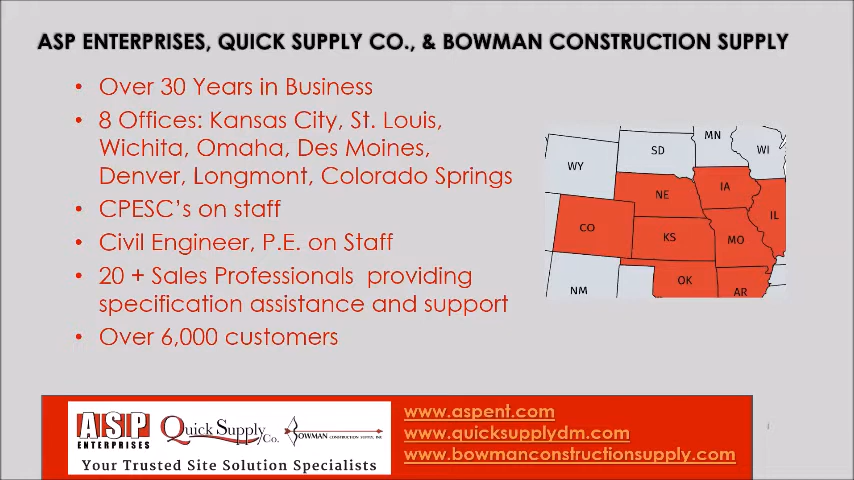 ASP ENTERPRISES, QUICK SUPPLY CO., & BOWMAN CONSTRUCTION SUPPLY
• Over 30 Years in Business
• 8 Offices: Kansas City, St. Louis,
Wichita, Omaha, Des Moines,
Denver, Longmont, Colorado Springs
• CPESC's on staff
• Civil Engineer, P.E. on Staff
• 20 + Sales Professionals providing
specification assistance and support
• Over 6,000 customers
MN
WI
SD
WY
NE
IA
IL
CO
KS
MO
NM
OK
AR
ASP
ENTERPRISES
Quick Supply Co.
BOWMAN CONSTRUCTION SUPPLY, INC
Your Trusted Site Solution Specialists
www.aspent.com
www.quicksupplydm.com
www.bowmanconstructionsupply.com